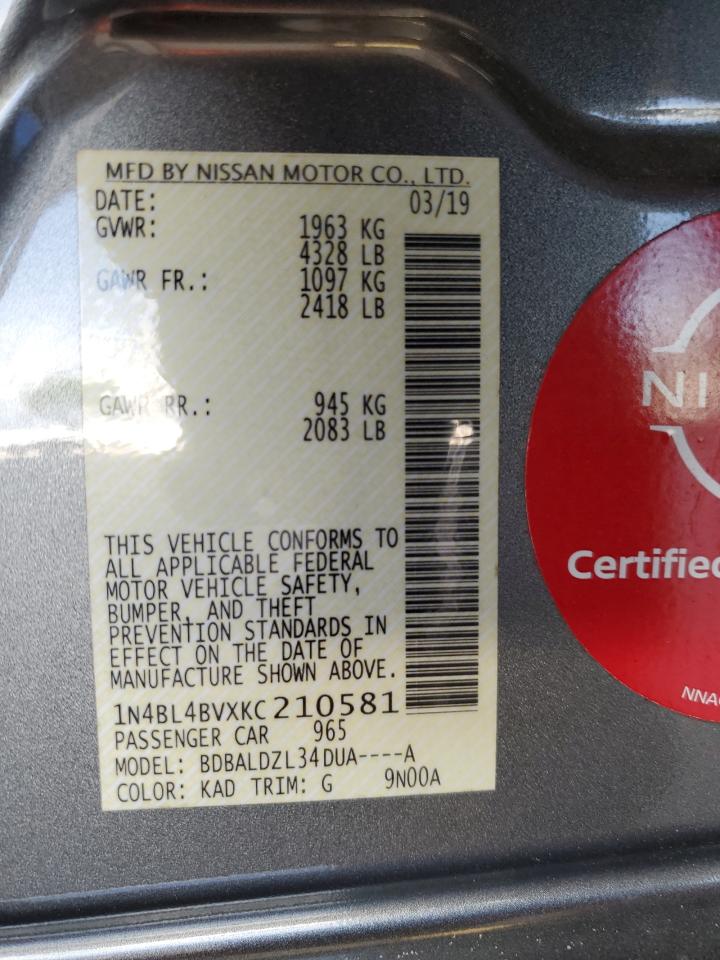 MFD BY NISSAN MOTOR CO., LTD.
DATE: 03/19
GVWR: 1963 KG
4328 LB
GAWR FR.: 1097 KG
2418 LB
GAWR RR.: 945 KG
2083 LB
THIS VEHICLE CONFORMS TO
ALL APPLICABLE FEDERAL
MOTOR VEHICLE SAFETY,
BUMPER, AND THEFT
PREVENTION STANDARDS IN
EFFECT ON THE DATE OF
MANUFACTURE SHOWN ABOVE.
1N4BL4BVXKC210581
PASSENGER CAR 965
MODEL: BDBALDZL34DUA----A
COLOR: KAD TRIM: G 9N00A
NI
Certified
NNA